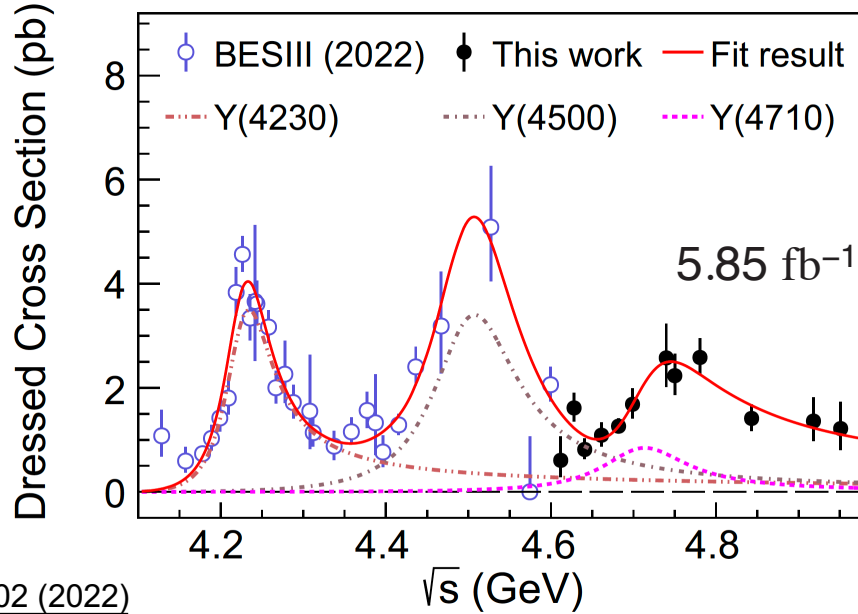 BESIII (2022) This work Fit result
Y(4230) Y(4500) Y(4710)
Dressed Cross Section (pb)
8
6
4
2
0
5.85 fb⁻¹
4.2 4.4 4.6 4.8
√s (GeV)
02 (2022)